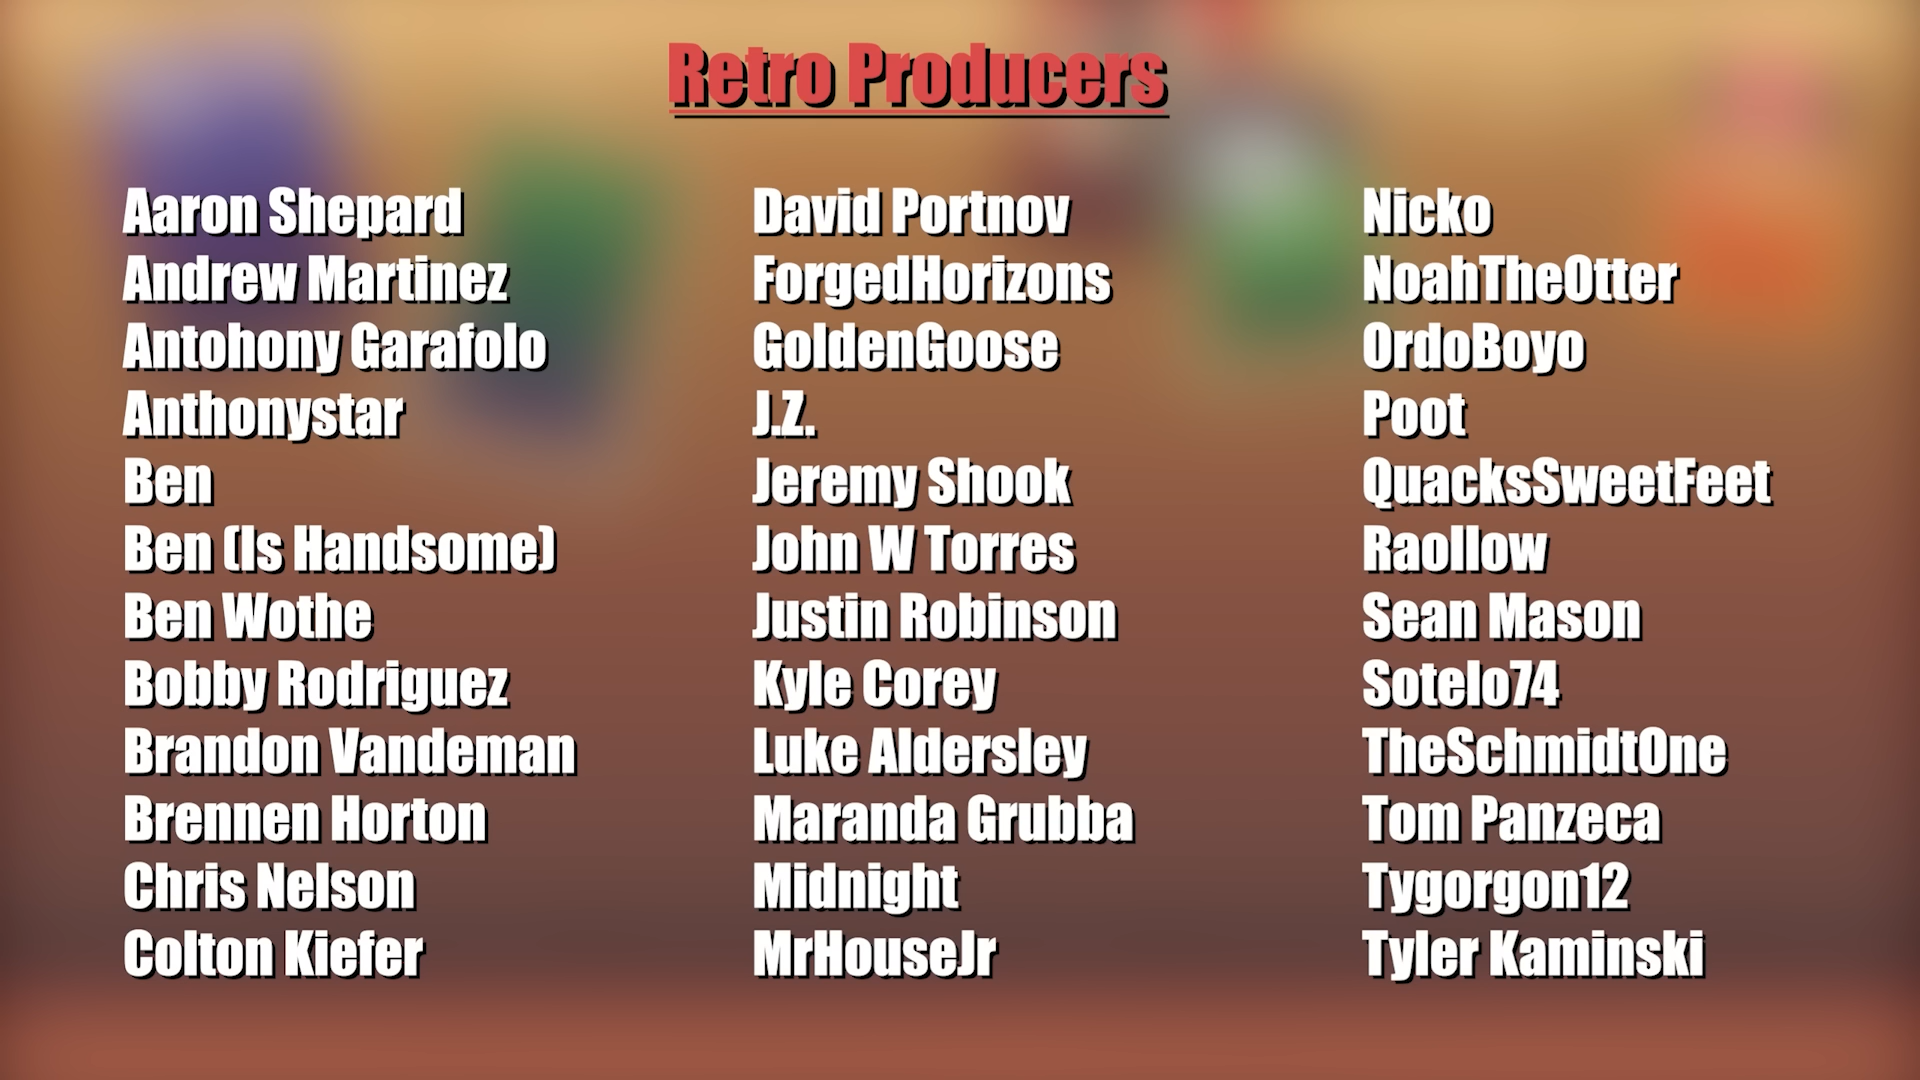 Retro Producers
Aaron Shepard
Andrew Martinez
Antohony Garafolo
Anthonystar
Ben
Ben (Is Handsome)
Ben Wothe
Bobby Rodriguez
Brandon Vandeman
Brennen Horton
Chris Nelson
Colton Kiefer
David Portnov
ForgedHorizons
GoldenGoose
J.Z.
Jeremy Shook
John W Torres
Justin Robinson
Kyle Corey
Luke Aldersley
Maranda Grubba
Midnight
MrHouseJr
Nicko
NoahTheOtter
OrdoBoyo
Poot
QuacksSweetFeet
Raollow
Sean Mason
Sotelo74
TheSchmidtOne
Tom Panzeca
Tygorgon12
Tyler Kaminski